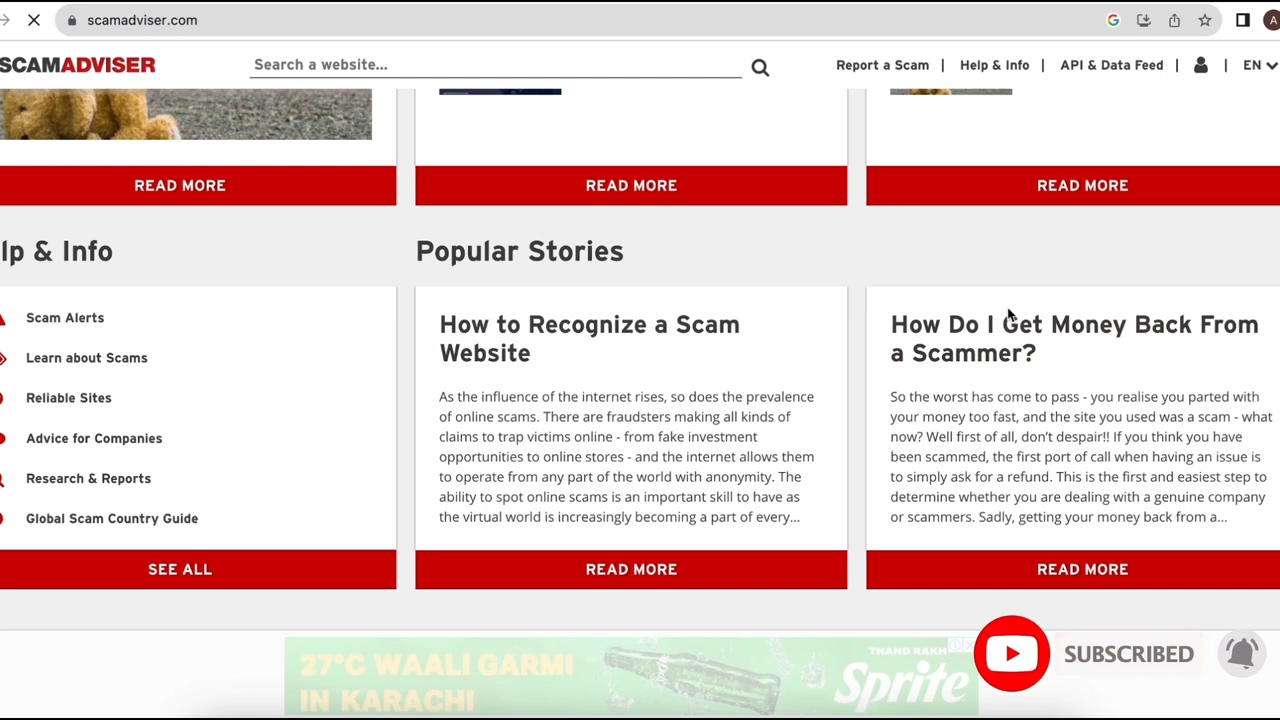 scamadviser.com
A
SCAMADVISER
Search a website...
Report a Scam | Help & Info | API & Data Feed | | EN
READ MORE
READ MORE
READ MORE
lp & Info
Scam Alerts
Learn about Scams
Reliable Sites
Advice for Companies
Research & Reports
Global Scam Country Guide
SEE ALL
Popular Stories
How to Recognize a Scam
Website
As the influence of the internet rises, so does the prevalence
of online scams. There are fraudsters making all kinds of
claims to trap victims online - from fake investment
opportunities to online stores - and the internet allows them
to operate from any part of the world with anonymity. The
ability to spot online scams is an important skill to have as
the virtual world is increasingly becoming a part of every...
READ MORE
How Do I Get Money Back From
a Scammer?
So the worst has come to pass - you realise you parted with
your money too fast, and the site you used was a scam - what
now? Well first of all, don't despair!! If you think you have
been scammed, the first port of call when having an issue is
to simply ask for a refund. This is the first and easiest step to
determine whether you are dealing with a genuine company
or scammers. Sadly, getting your money back from a...
READ MORE
27°C WAALI GARMI
IN KARACHI
THAND RAKH
Sprite
SUBSCRIBED